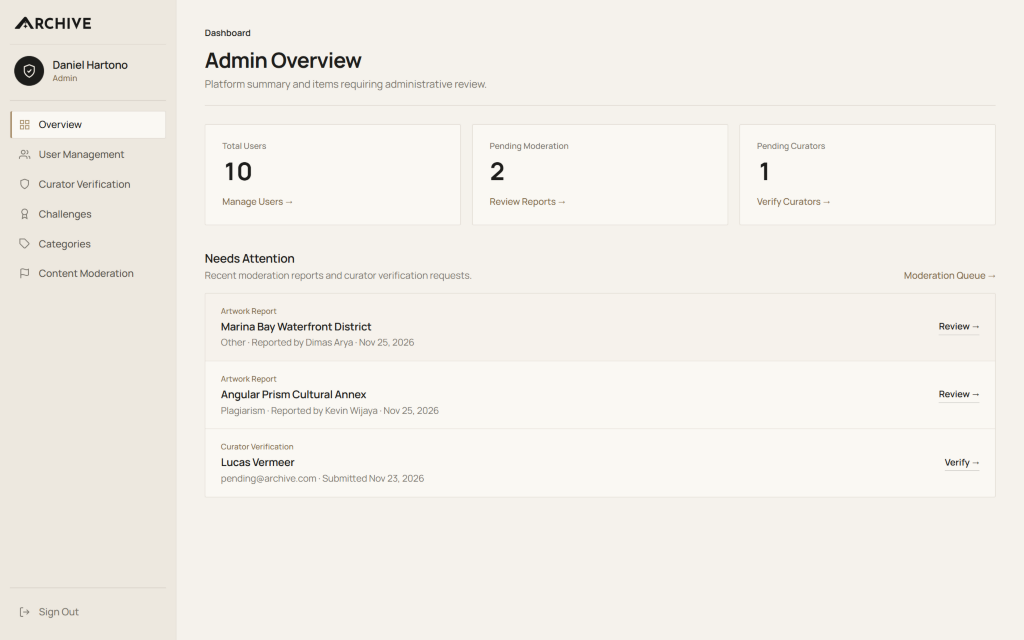 ARCHIVE
Daniel Hartono
Admin
Overview
User Management
Curator Verification
Challenges
Categories
Content Moderation
Sign Out
Dashboard
Admin Overview
Platform summary and items requiring administrative review.
Total Users
10
Manage Users →
Pending Moderation
2
Review Reports →
Pending Curators
1
Verify Curators →
Needs Attention
Recent moderation reports and curator verification requests.
Moderation Queue →
Artwork Report
Marina Bay Waterfront District
Other · Reported by Dimas Arya · Nov 25, 2026
Review →
Artwork Report
Angular Prism Cultural Annex
Plagiarism · Reported by Kevin Wijaya · Nov 25, 2026
Review →
Curator Verification
Lucas Vermeer
pending@archive.com · Submitted Nov 23, 2026
Verify →